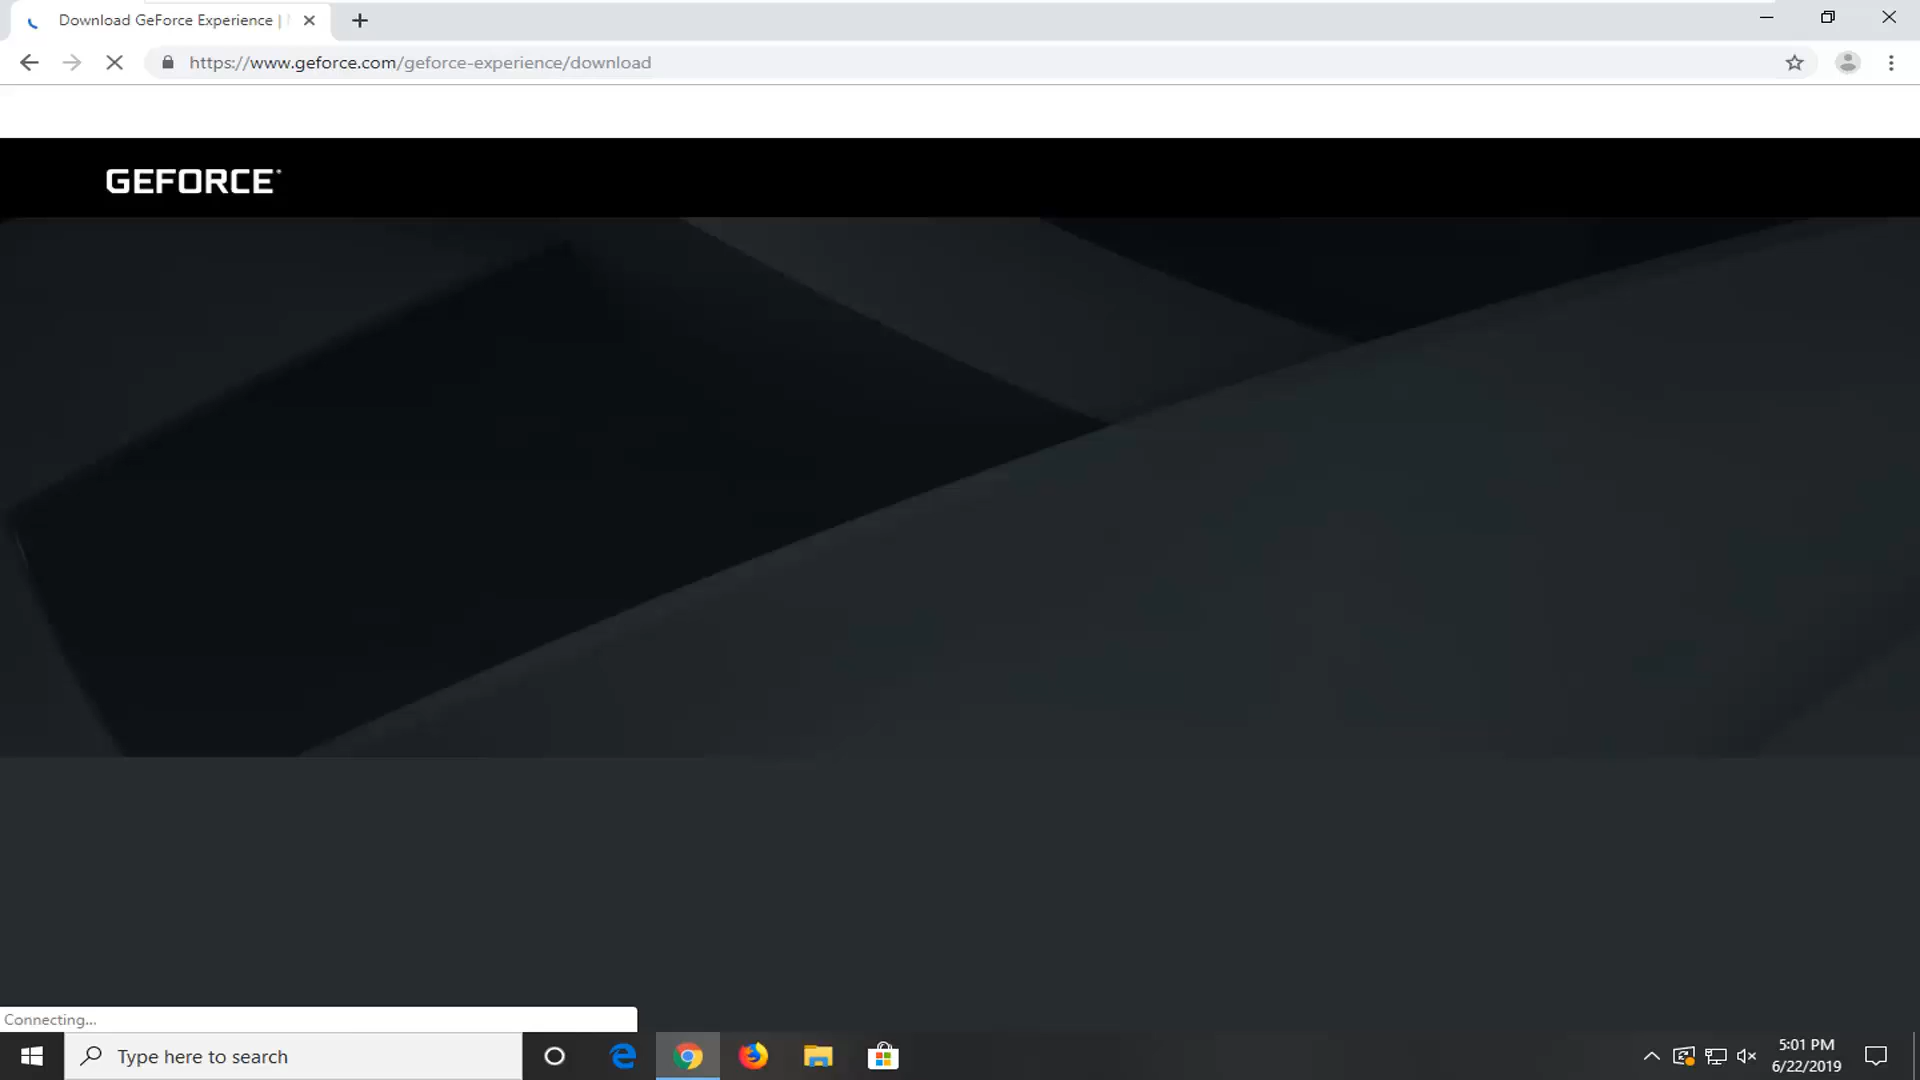 Download GeForce Experience |
https://www.geforce.com/geforce-experience/download
GEFORCE
Connecting...
Type here to search
5:01 PM
6/22/2019